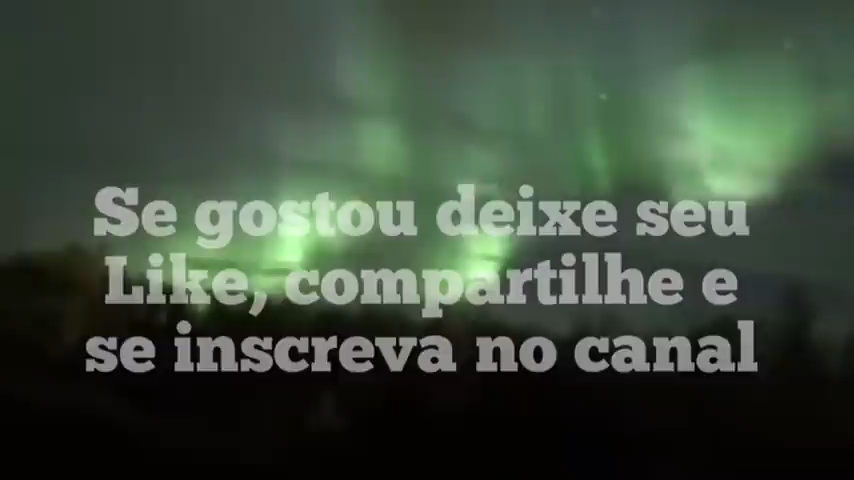 Se gostou deixe seu
Like, compartilhe e
se inscreva no canal